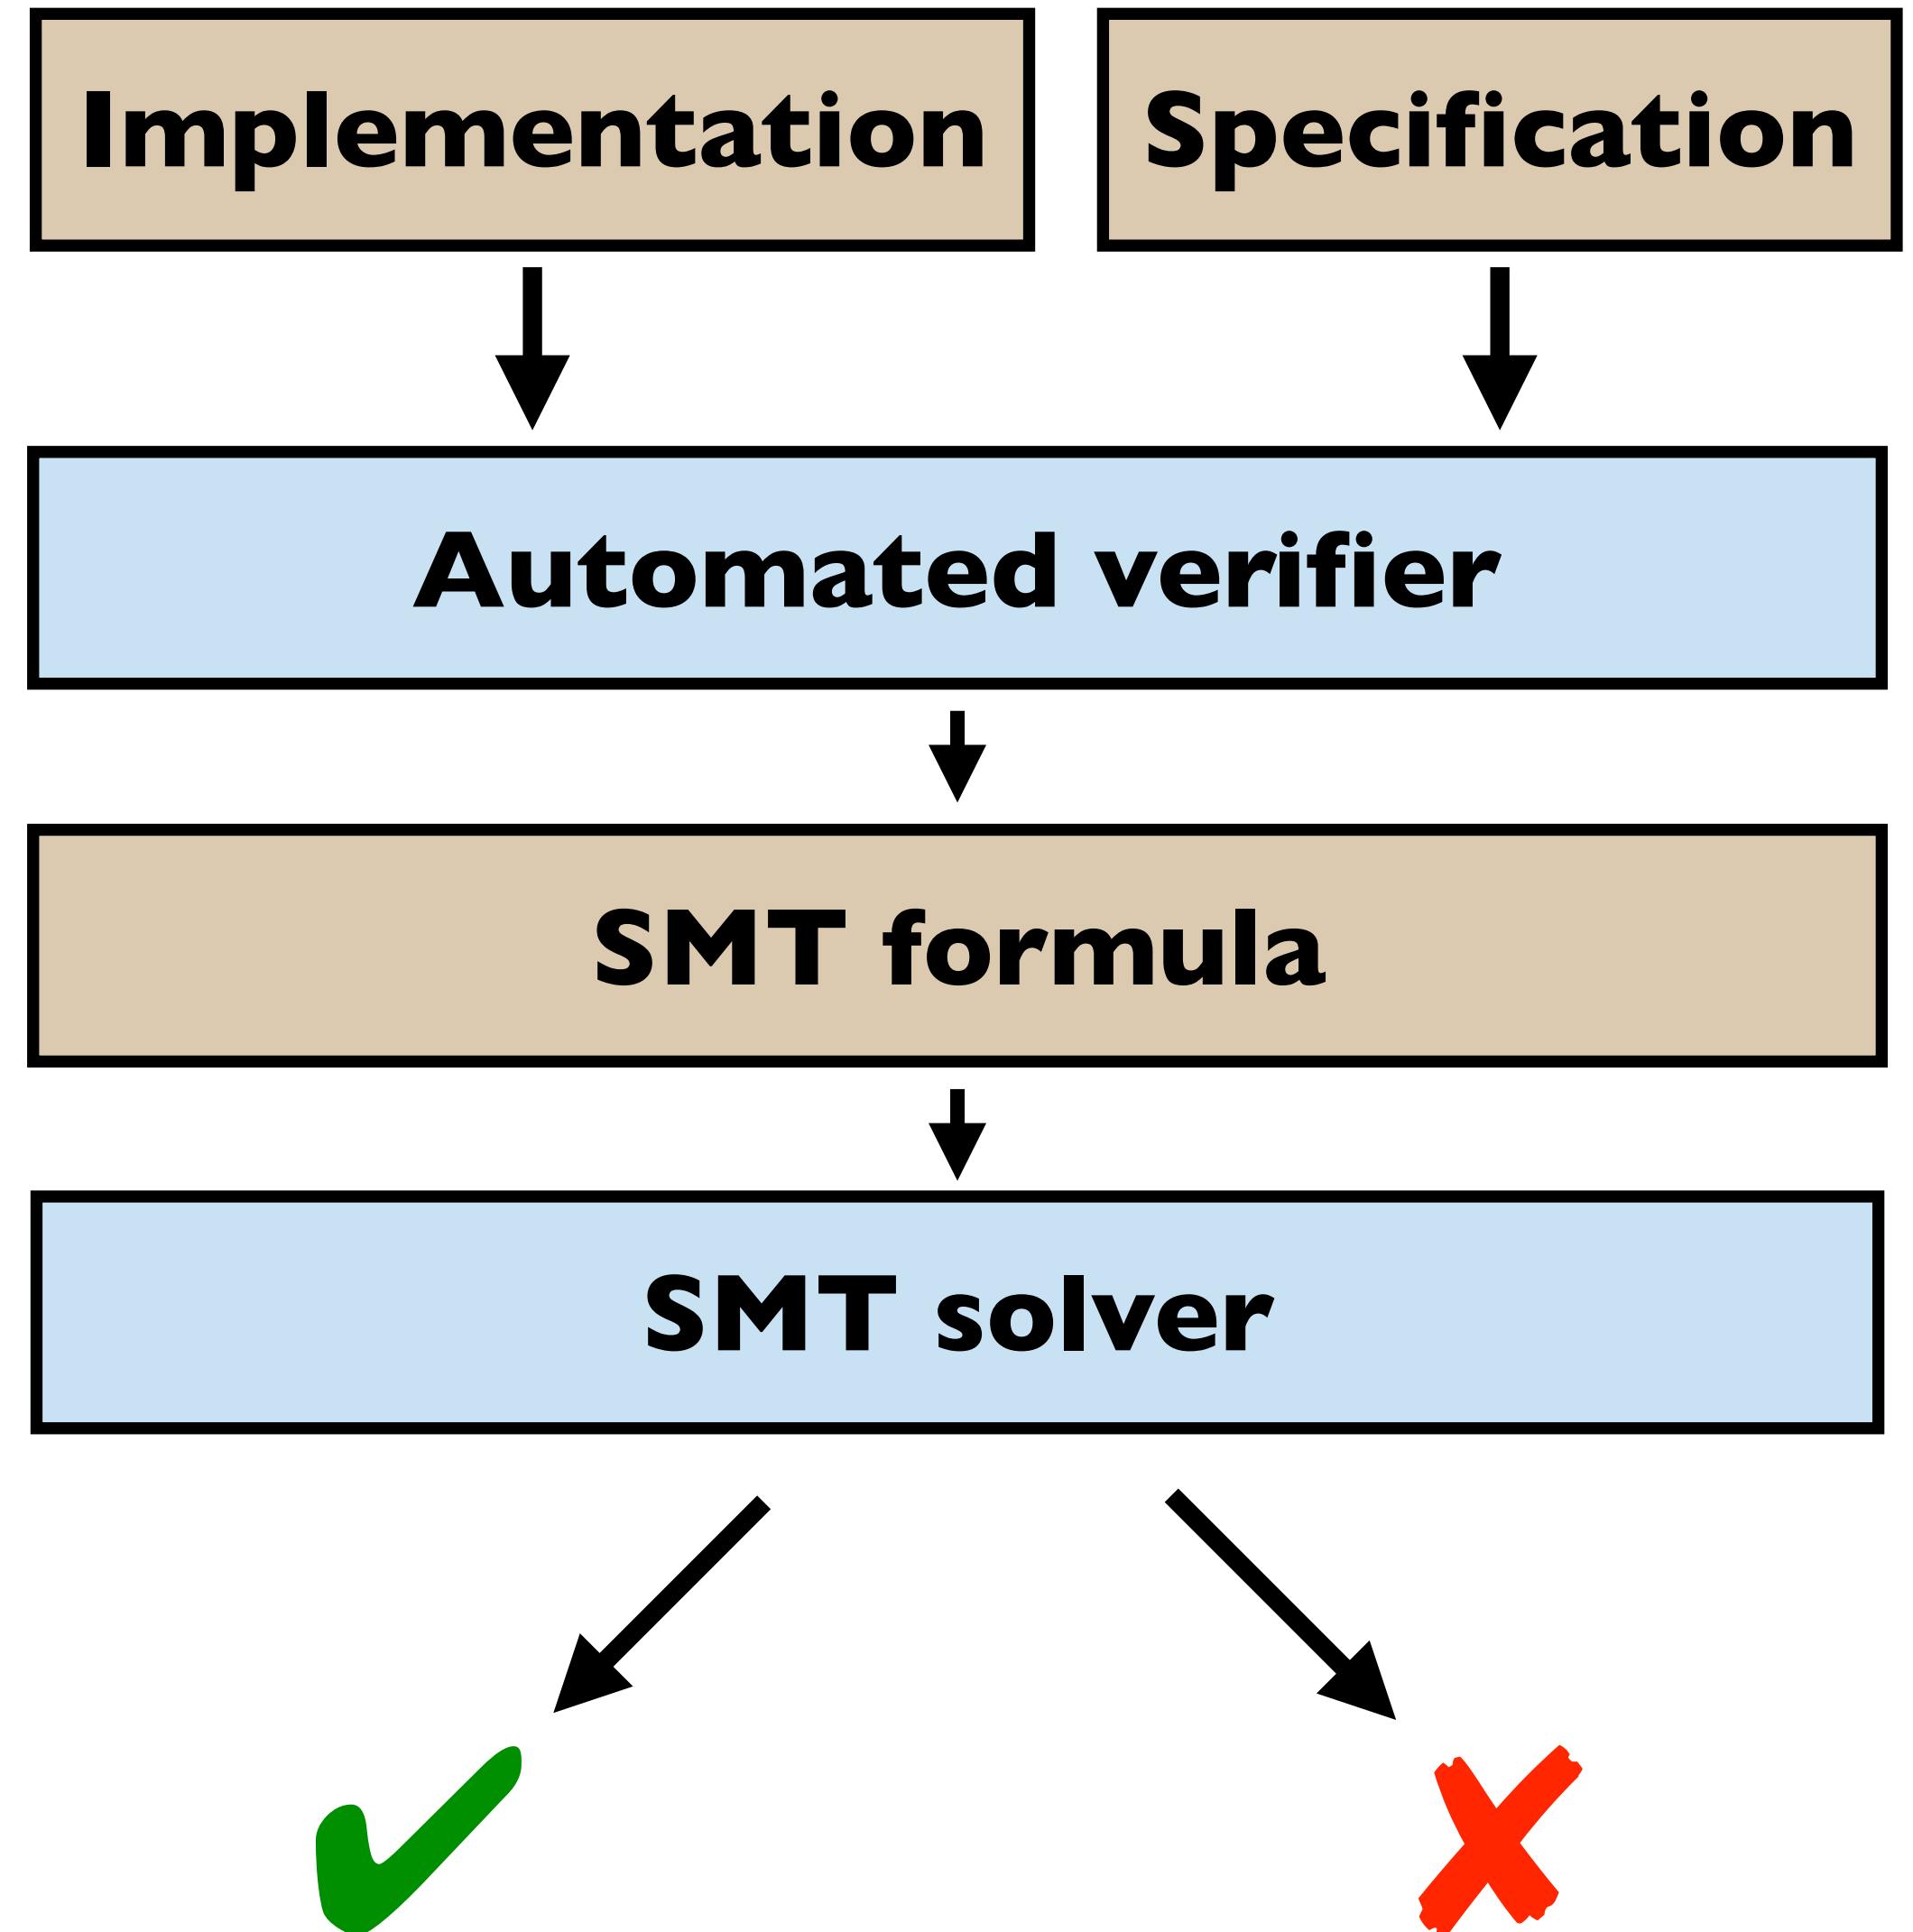 Implementation
Specification
Automated verifier
SMT formula
SMT solver